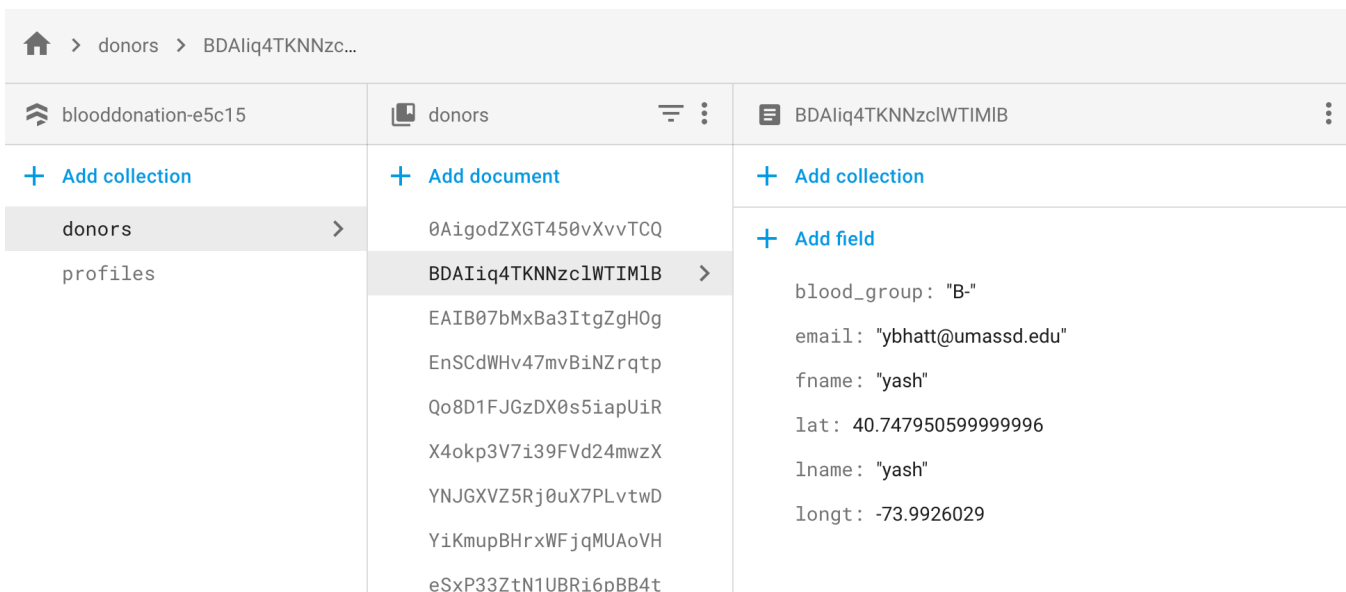 donors BDAIiq4TKNNzc…
blooddonation-e5c15
Add collection
donors
profiles
donors
Add document
0AigodZXGT450vXvvTCQ
BDAIiq4TKNNzclWTIMlB
EAIB07bMxBa3ItgZgHOg
EnSCdWHv47mvBiNZrqtp
Qo8D1FJGzDX0s5iapUiR
X4okp3V7i39FVd24mwzX
YNJGXVZ5Rj0uX7PLvtwD
YiKmupBHrxWFjqMUAoVH
eSxP33ZtN1UBRi6pBB4t
BDAIiq4TKNNzclWTIMlB
Add collection
Add field
blood_group: "B-"
email: "ybhatt@umassd.edu"
fname: "yash"
lat: 40.747950599999996
lname: "yash"
longt: -73.9926029